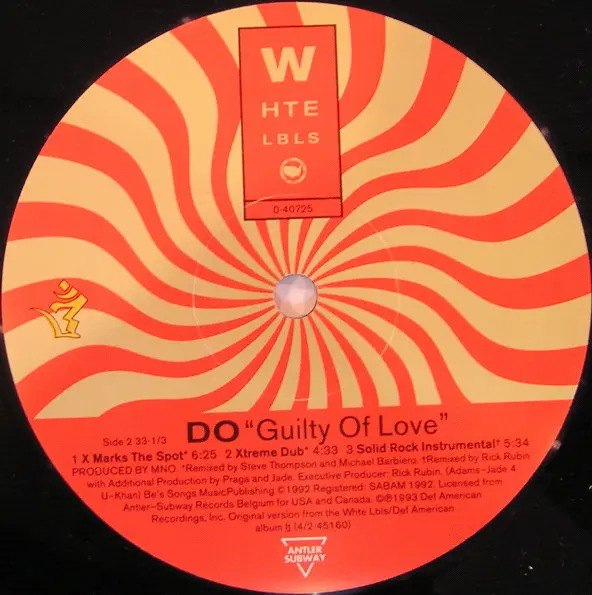 W
HTE
LBLS
0-40725
Side 2 33-1/3 DO "Guilty Of Love"
1 X Marks The Spot* 6:25 2 Xtreme Dub* 4:33 3 Solid Rock Instrumental† 5:34
PRODUCED BY MNO. *Remixed by Steve Thompson and Michael Barbiero. †Remixed by Rick Rubin
with Additional Production by Praga and Jade. Executive Producer: Rick Rubin. (Adams-Jade 4
U-Khan) Be's Songs MusicPublishing ©1992 Registered: SABAM 1992. Licensed from
Antler-Subway Records Belgium for USA and Canada. ©℗1993 Def American
Recordings, Inc. Original version from the Whte Lbls/Def American
album (4/2-45160)
ANTLER
SUBWAY